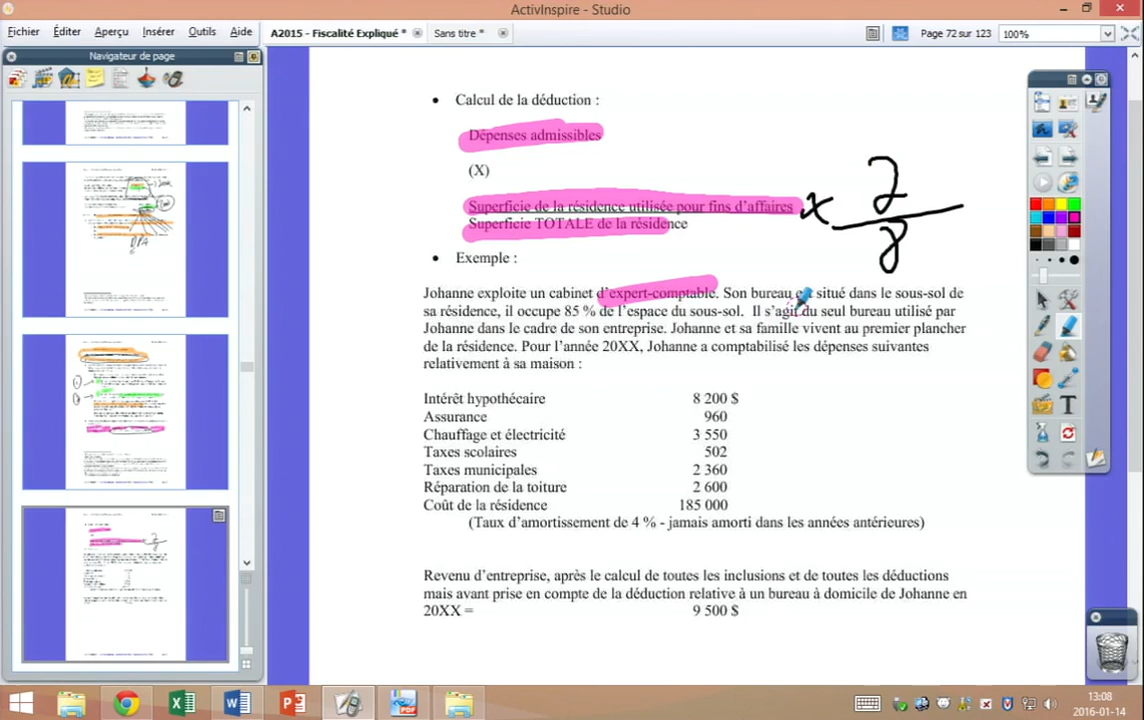 ActivInspire - Studio
Fichier Éditer Aperçu Insérer Outils Aide
A2015 - Fiscalité Expliqué *
Sans titre *
Page 72 sur 123
100%
Navigateur de page
• Calcul de la déduction :
Dépenses admissibles
(X)
Superficie de la résidence utilisée pour fins d'affaires
Superficie TOTALE de la résidence
x 2
8
• Exemple :
Johanne exploite un cabinet d'expert-comptable. Son bureau est situé dans le sous-sol de
sa résidence, il occupe 85 % de l'espace du sous-sol. Il s'agit du seul bureau utilisé par
Johanne dans le cadre de son entreprise. Johanne et sa famille vivent au premier plancher
de la résidence. Pour l'année 20XX, Johanne a comptabilisé les dépenses suivantes
relativement à sa maison :
Intérêt hypothécaire 8 200 $
Assurance 960
Chauffage et électricité 3 550
Taxes scolaires 502
Taxes municipales 2 360
Réparation de la toiture 2 600
Coût de la résidence 185 000
(Taux d'amortissement de 4 % - jamais amorti dans les années antérieures)
Revenu d'entreprise, après le calcul de toutes les inclusions et de toutes les déductions
mais avant prise en compte de la déduction relative à un bureau à domicile de Johanne en
20XX = 9 500 $
13:08
2016-01-14